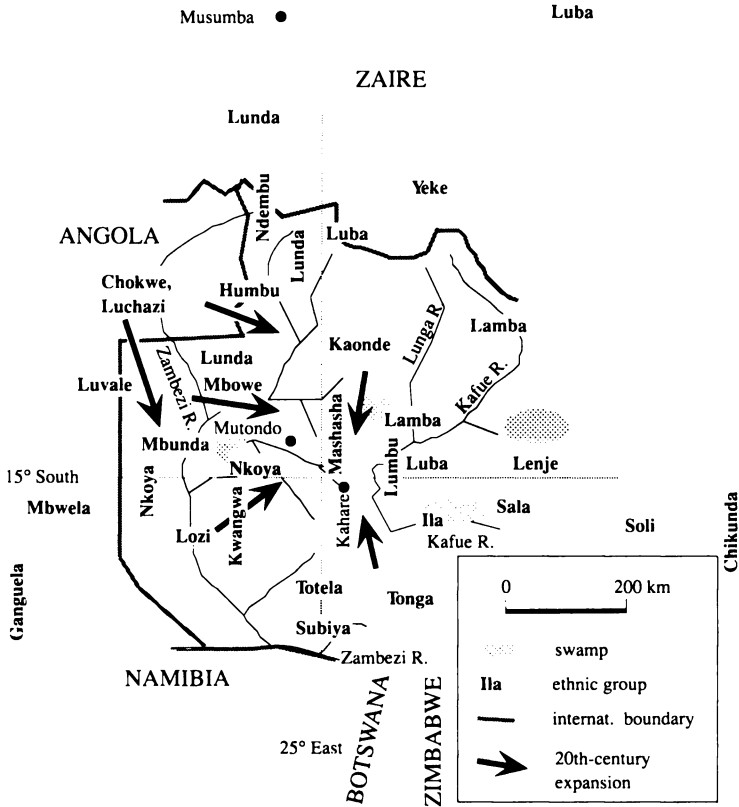 Musumba
Luba
ZAIRE
Lunda
Yeke
Ndembu
ANGOLA
Luba
Lunda
Chokwe,
Luchazi
Humbu
Lunga R
Lamba
Kaonde
Lunda
Zambezi R.
Luvale
Mbowe
Kafue R.
Mashasha
Lamba
Mutondo
Mbunda
Lumbu
Luba
Lenje
15° South
Nkoya
Nkoya
Mbwela
Kwangwa
Kahare
Sala
Ila
Soli
Lozi
Kafue R.
Chikunda
Ganguela
Totela
Tonga
Subiya
Zambezi R.
NAMIBIA
25° East
BOTSWANA
ZIMBABWE
0
200 km
swamp
Ila
ethnic group
internat. boundary
20th-century
expansion